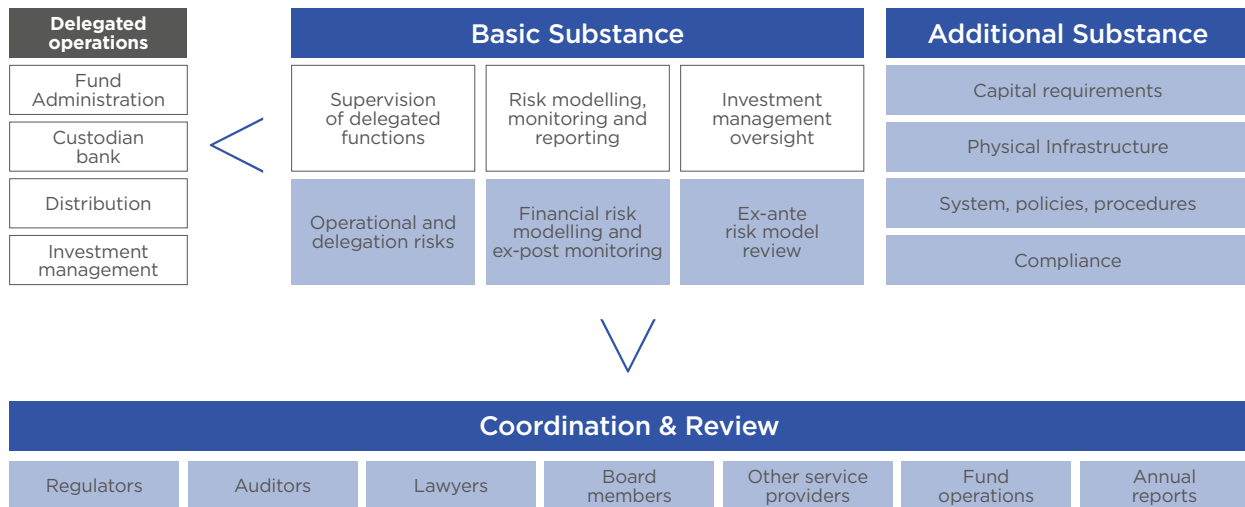 Delegated
operations
Fund
Administration
Custodian
bank
Distribution
Investment
management
Basic Substance
Supervision
of delegated
functions
Risk modelling,
monitoring and
reporting
Investment
management
oversight
Operational and
delegation risks
Financial risk
modelling and
ex-post monitoring
Ex-ante
risk model
review
Additional Substance
Capital requirements
Physical Infrastructure
System, policies, procedures
Compliance
Coordination & Review
Regulators
Auditors
Lawyers
Board
members
Other service
providers
Fund
operations
Annual
reports